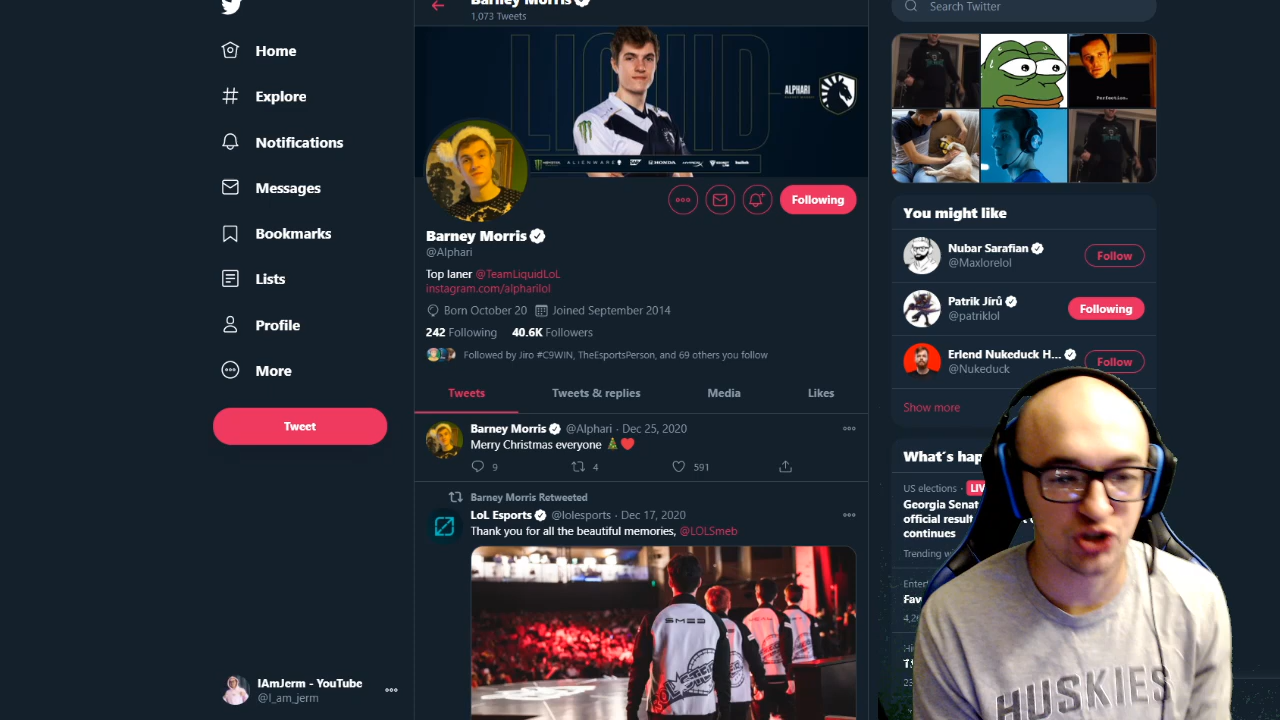 Home
Explore
Notifications
Messages
Bookmarks
Lists
Profile
More
Tweet
IAmJerm - YouTube
@I_am_jerm
Barney Morris
1,073 Tweets
LIQUID
ALPHARI
ALIENWARE
HONDA
Following
Barney Morris
@Alphari
Top laner @TeamLiquidLoL
instagram.com/alpharilol
Born October 20 Joined September 2014
242 Following 40.6K Followers
Followed by Jiro #C9WIN, TheEsportsPerson, and 69 others you follow
Tweets Tweets & replies Media Likes
Barney Morris @Alphari · Dec 25, 2020
Merry Christmas everyone
9 4 591
Barney Morris Retweeted
LoL Esports @lolesports · Dec 17, 2020
Thank you for all the beautiful memories, @LOLSmeb
SMEB
Search Twitter
Perfection.
You might like
Nubar Sarafian
@Maxlorelol
Follow
Patrik Jírů
@patriklol
Following
Erlend Nukeduck H...
@Nukeduck
Follow
Show more
What's hap
US elections · LIV
Georgia Senat
official result
continues
Trending w
Entert
Fav
HUSKIES